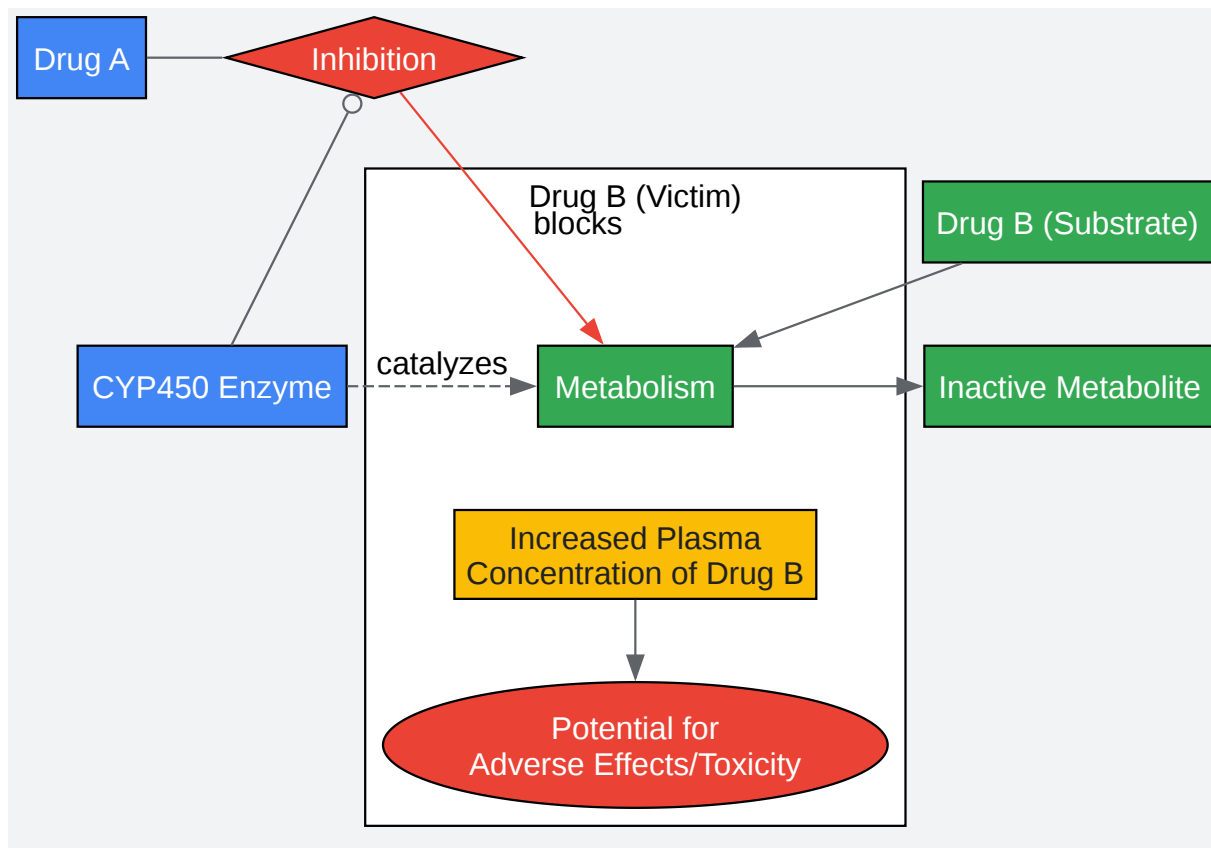 Drug A
Inhibition
Drug B (Victim)
blocks
Drug B (Substrate)
catalyzes
CYP450 Enzyme
Metabolism
Inactive Metabolite
Increased Plasma
Concentration of Drug B
Potential for
Adverse Effects/Toxicity